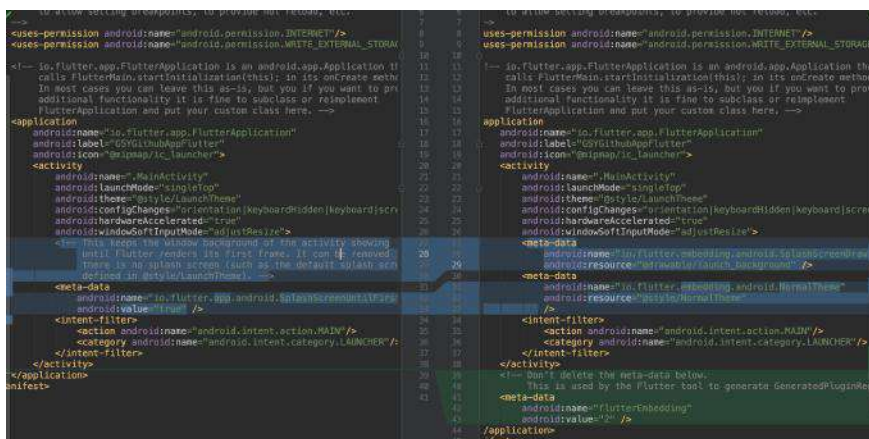 to allow setting breakpoints, to provide hot reload, etc.
-->
<uses-permission android:name="android.permission.INTERNET"/>
<uses-permission android:name="android.permission.WRITE_EXTERNAL_STORA
<!-- io.flutter.app.FlutterApplication is an android.app.Application th
calls FlutterMain.startInitialization(this); in its onCreate metho
In most cases you can leave this as-is, but you if you want to pro
additional functionality it is fine to subclass or reimplement
FlutterApplication and put your custom class here. -->
<application
android:name="io.flutter.app.FlutterApplication"
android:label="GSYGithubAppFlutter"
android:icon="@mipmap/ic_launcher">
<activity
android:name=".MainActivity"
android:launchMode="singleTop"
android:theme="@style/LaunchTheme"
android:configChanges="orientation|keyboardHidden|keyboard|scre
android:hardwareAccelerated="true"
android:windowSoftInputMode="adjustResize">
<!-- This keeps the window background of the activity showing
until Flutter renders its first frame. It can be removed
there is no splash screen (such as the default splash scr
defined in @style/LaunchTheme). -->
<meta-data
android:name="io.flutter.app.android.SplashScreenUntilFirs
android:value="true" />
<intent-filter>
<action android:name="android.intent.action.MAIN"/>
<category android:name="android.intent.category.LAUNCHER"/>
</intent-filter>
</activity>
</application>
anifest>
to allow setting breakpoints, to provide hot reload, etc.
->
uses-permission android:name="android.permission.INTERNET"/>
uses-permission android:name="android.permission.WRITE_EXTERNAL_STORAG
!-- io.flutter.app.FlutterApplication is an android.app.Application tha
calls FlutterMain.startInitialization(this); in its onCreate method
In most cases you can leave this as-is, but you if you want to prov
additional functionality it is fine to subclass or reimplement
FlutterApplication and put your custom class here. -->
application
android:name="io.flutter.app.FlutterApplication"
android:label="GSYGithubAppFlutter"
android:icon="@mipmap/ic_launcher">
<activity
android:name=".MainActivity"
android:launchMode="singleTop"
android:theme="@style/LaunchTheme"
android:configChanges="orientation|keyboardHidden|keyboard|scree
android:hardwareAccelerated="true"
android:windowSoftInputMode="adjustResize">
<meta-data
android:name="io.flutter.embedding.android.SplashScreenDraw
android:resource="@drawable/launch_background" />
<meta-data
android:name="io.flutter.embedding.android.NormalTheme"
android:resource="@style/NormalTheme"
/>
<intent-filter>
<action android:name="android.intent.action.MAIN"/>
<category android:name="android.intent.category.LAUNCHER"/>
</intent-filter>
</activity>
<!-- Don't delete the meta-data below.
This is used by the Flutter tool to generate GeneratedPluginRe
<meta-data
android:name="flutterEmbedding"
android:value="2" />
/application>